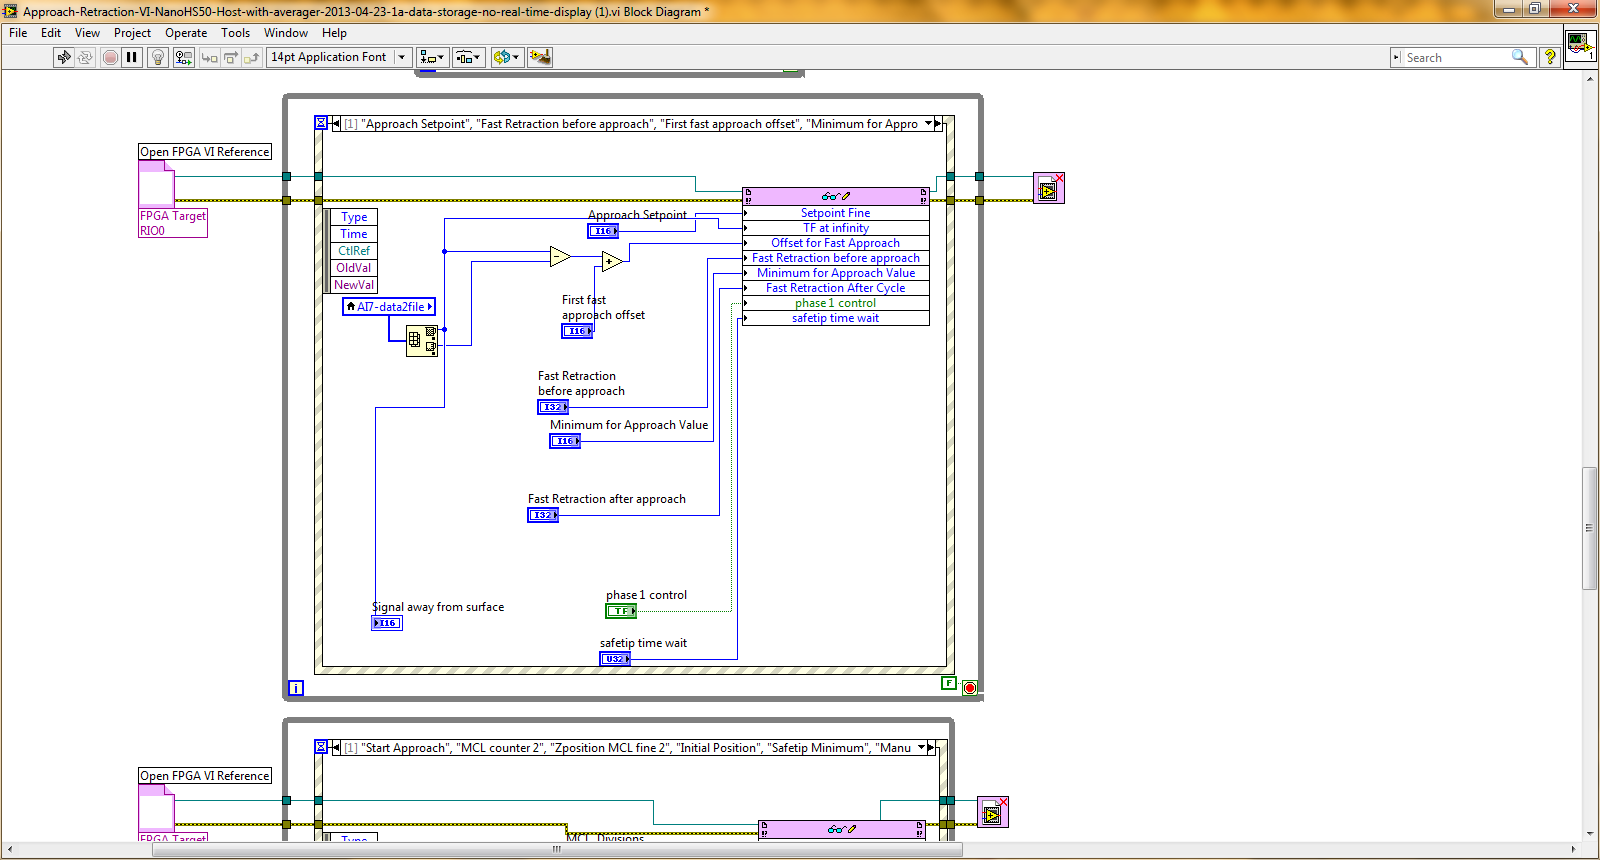 Approach-Retraction-VI-NanoHS50-Host-with-averager-2013-04-23-1a-data-storage-no-real-time-display (1).vi Block Diagram *
File Edit View Project Operate Tools Window Help
14pt Application Font
Search
1
[1] "Approach Setpoint", "Fast Retraction before approach", "First fast approach offset", "Minimum for Appro
Open FPGA VI Reference
FPGA Target
RIO0
Type
Time
CtlRef
OldVal
NewVal
AI7-data2file
Approach Setpoint
I16
First fast
approach offset
I16
Setpoint Fine
TF at infinity
Offset for Fast Approach
Fast Retraction before approach
Minimum for Approach Value
Fast Retraction After Cycle
phase1 control
safetip time wait
Fast Retraction
before approach
I32
Minimum for Approach Value
I16
Fast Retraction after approach
I32
phase1 control
TF
Signal away from surface
I16
safetip time wait
U32
i
F
[1] "Start Approach", "MCL counter 2", "Zposition MCL fine 2", "Initial Position", "Safetip Minimum", "Manu
Open FPGA VI Reference
FPGA Target
Type
MCL Divisions